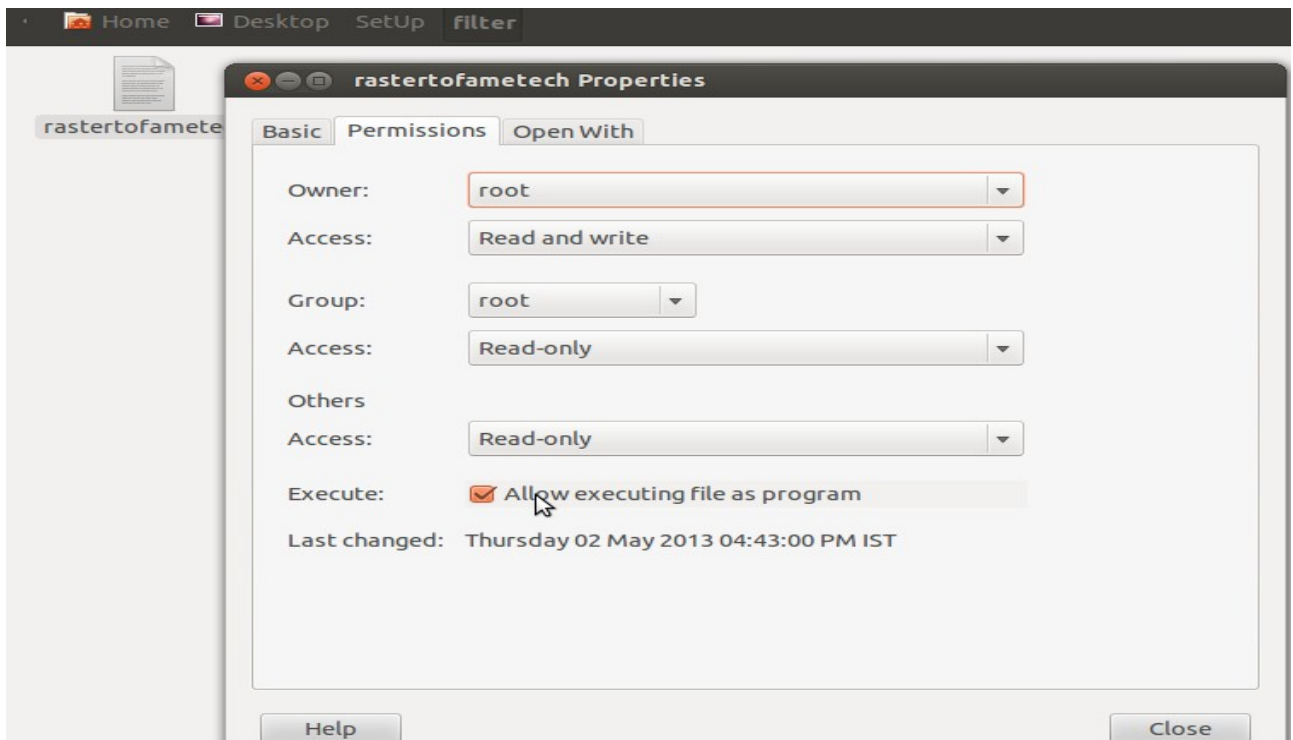 Home Desktop SetUp filter
rastertofametech Properties
rastertofamete
Basic Permissions Open With
Owner: root
Access: Read and write
Group: root
Access: Read-only
Others
Access: Read-only
Execute: Allow executing file as program
Last changed: Thursday 02 May 2013 04:43:00 PM IST
Help Close